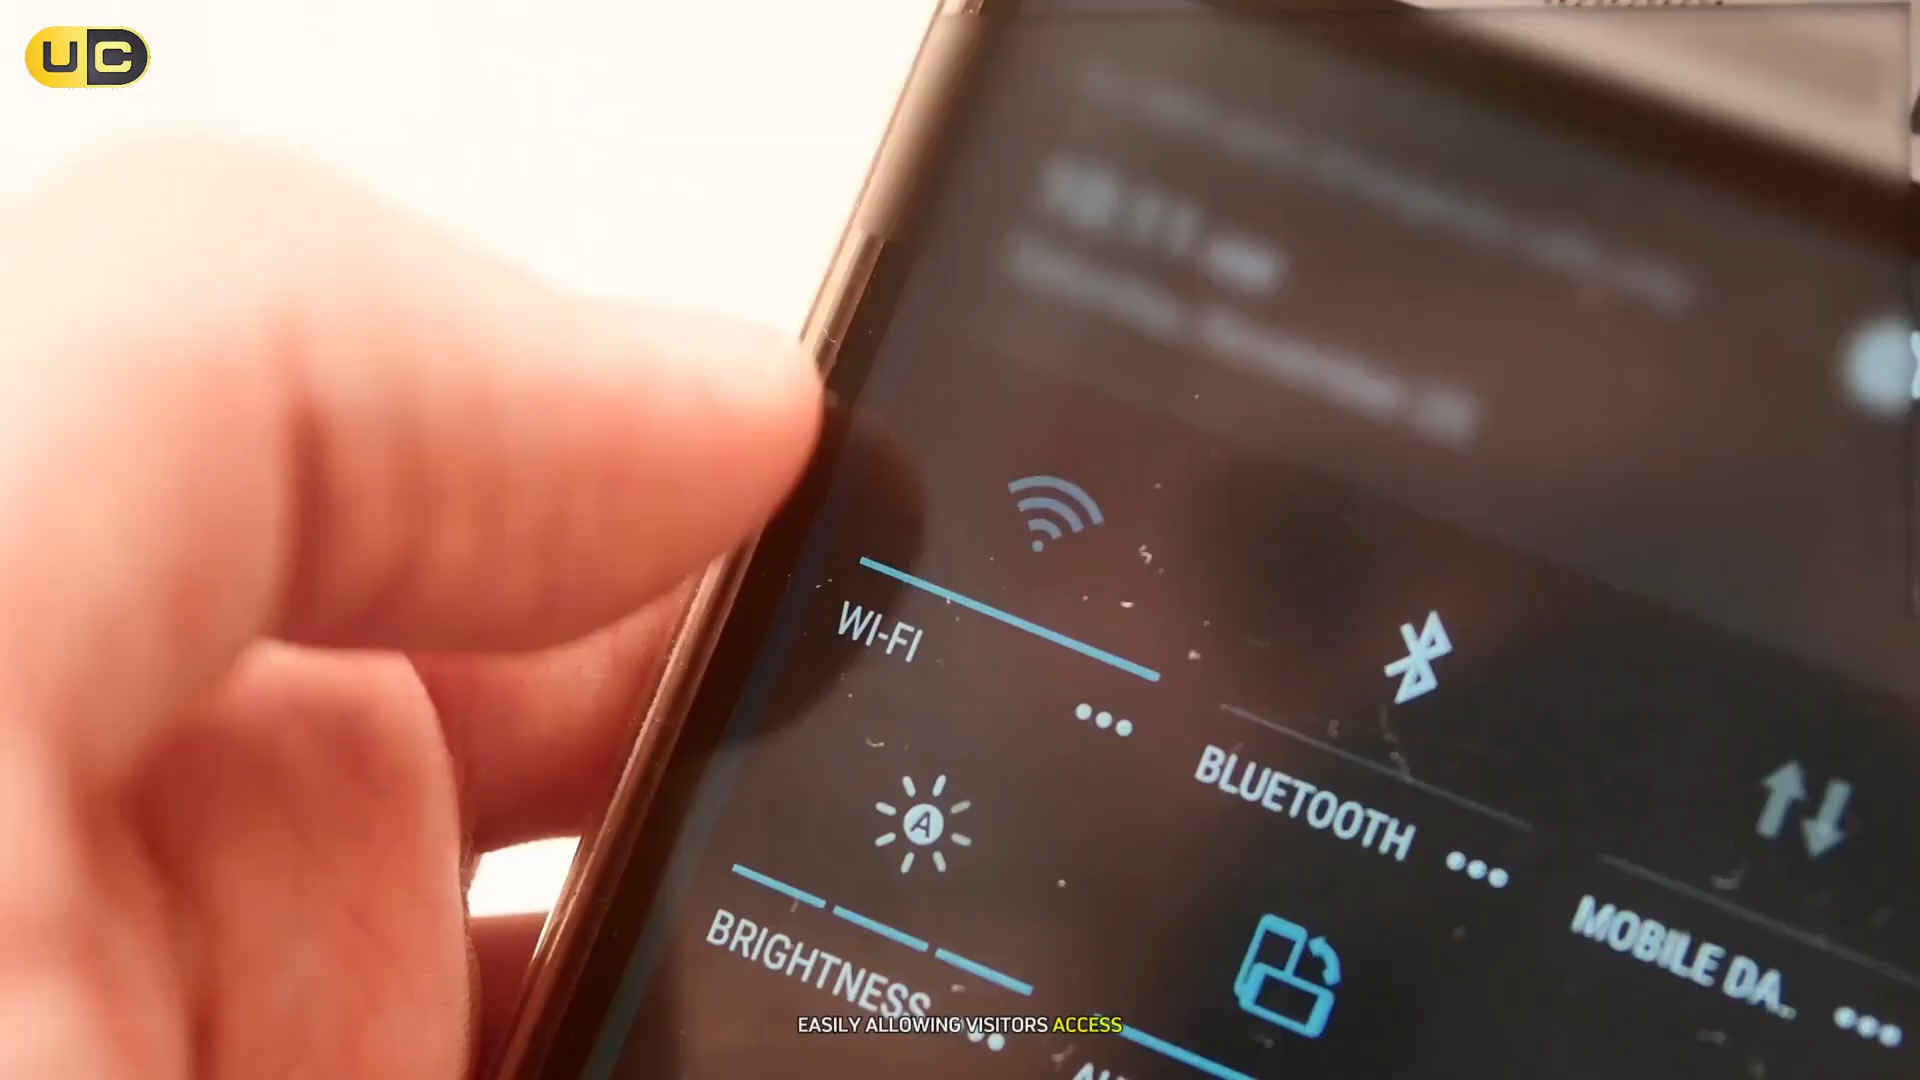 UC
WI-FI
BLUETOOTH
MOBILE DA..
A
BRIGHTNESS
EASILY ALLOWING VISITORS ACCESS